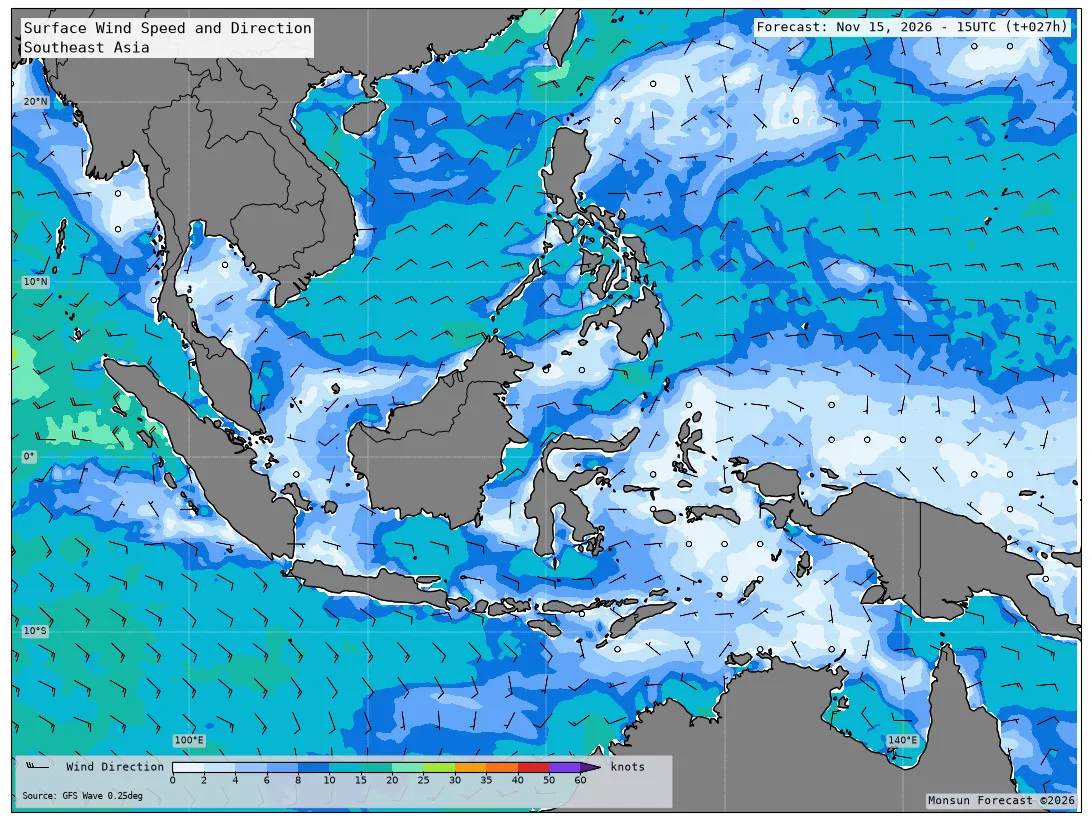 Surface Wind Speed and Direction
Southeast Asia
Forecast: Nov 15, 2026 - 15UTC (t+027h)
20°N
10°N
0°
10°S
100°E
140°E
Wind Direction
0 2 4 6 8 10 15 20 25 30 35 40 50 60
knots
Source: GFS Wave 0.25deg
Monsun Forecast ©2026